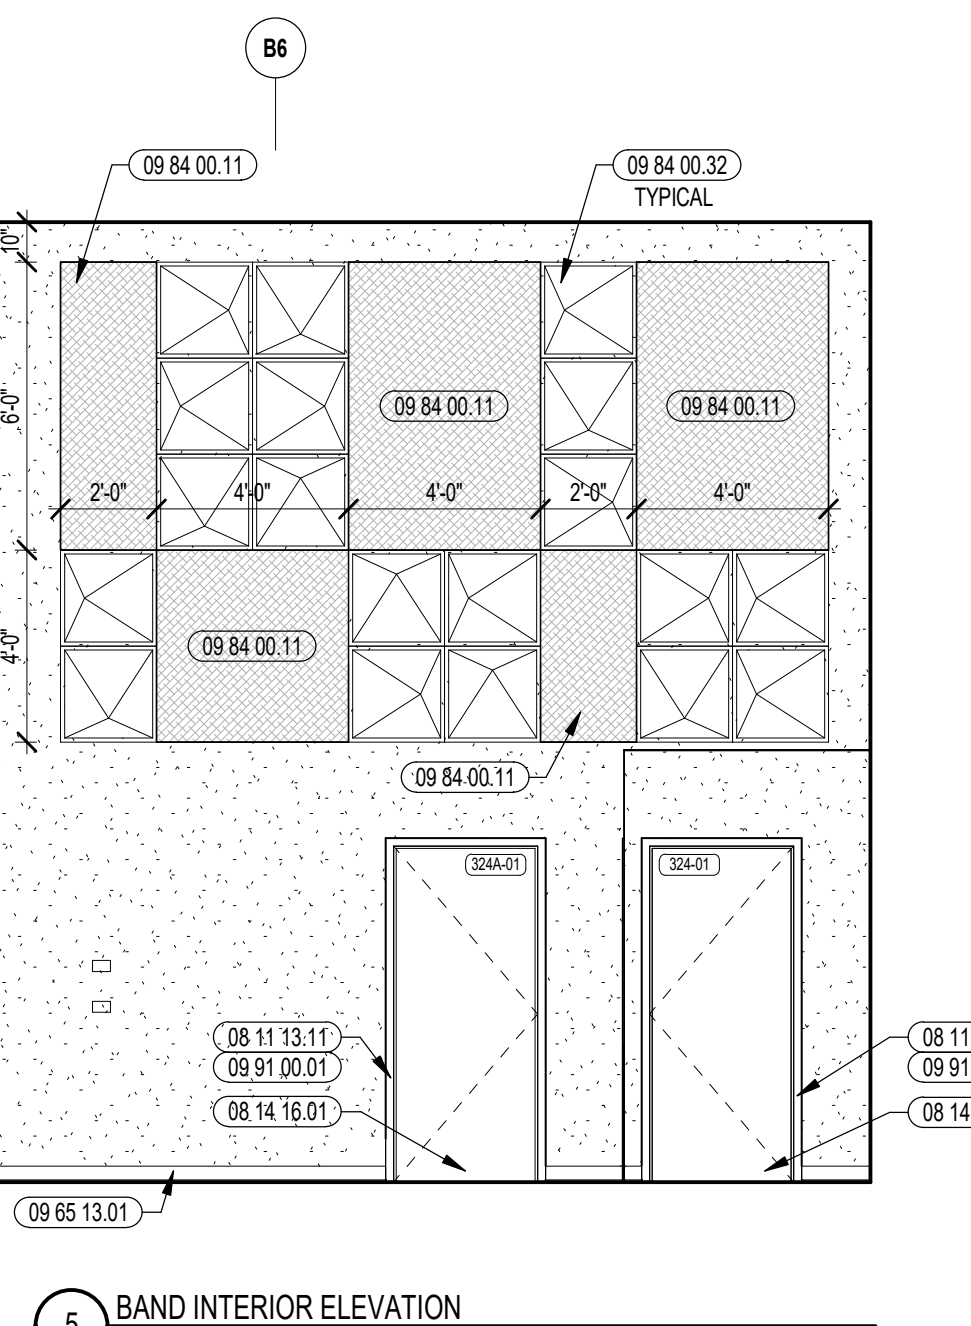 B6
09 84 00.11
09 84 00.32
TYPICAL
10"
6'-0"
09 84 00.11
09 84 00.11
2'-0"
4'-0"
4'-0"
2'-0"
4'-0"
4'-0"
09 84 00.11
09 84 00.11
324A-01
324-01
08 11 13.11
09 91 00.01
08 14 16.01
08 11
09 91
08 14
09 65 13.01
5
BAND INTERIOR ELEVATION